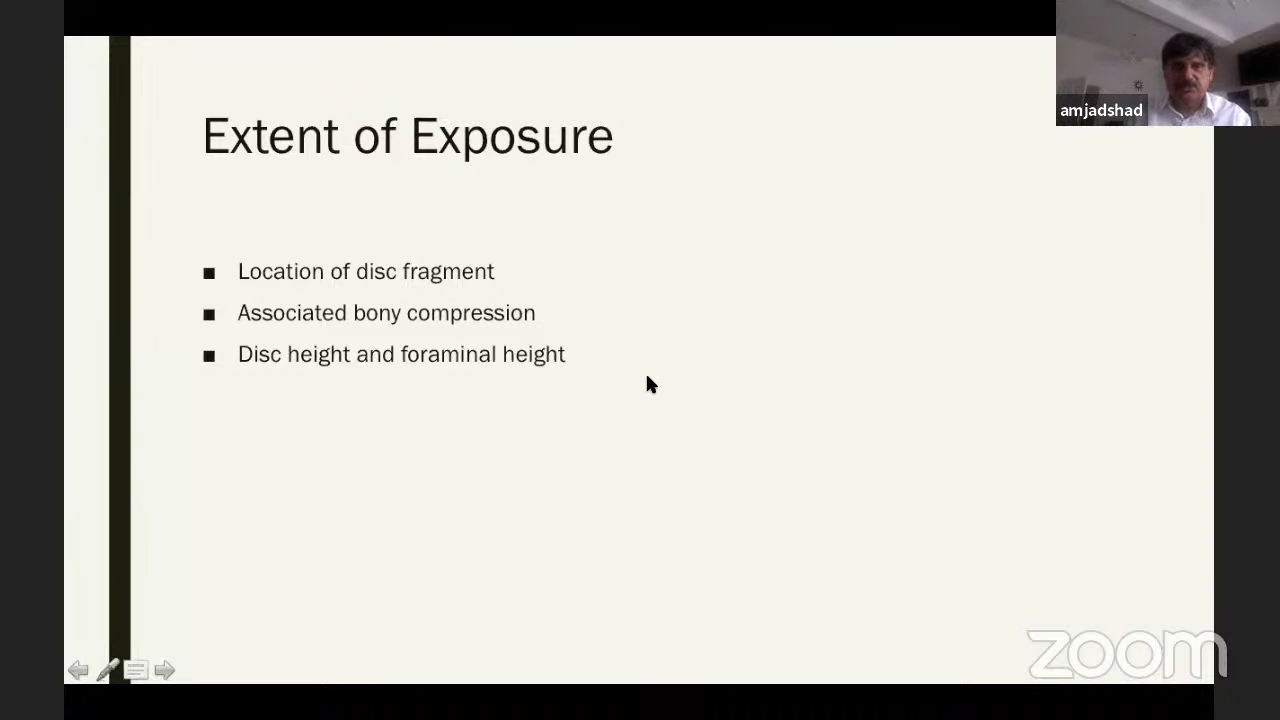 amjadshad
Extent of Exposure
Location of disc fragment
Associated bony compression
Disc height and foraminal height
zoom